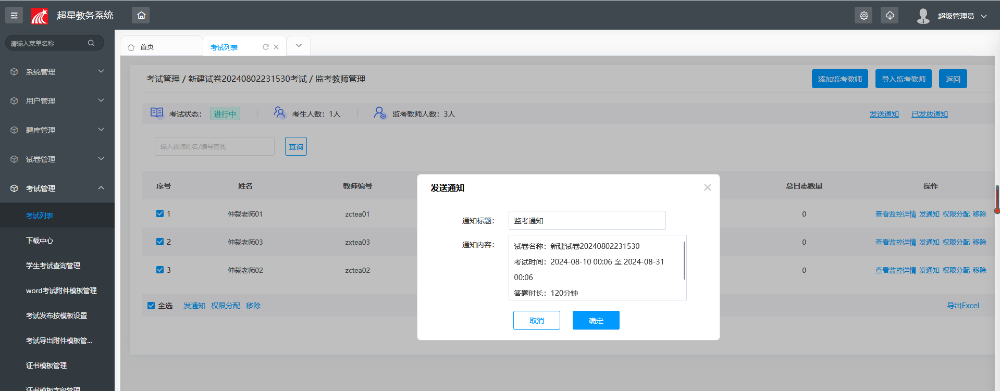 超星教务系统
超级管理员
请输入菜单名称
首页
考试列表
系统管理
用户管理
题库管理
试卷管理
考试管理
考试列表
下载中心
学生考试查询管理
word考试附件模板管理
考试发布按模板设置
考试导出附件模板管...
证书模板管理
证书模板字段管理
考试管理 / 新建试卷20240802231530考试 / 监考教师管理
添加监考教师
导入监考教师
返回
考试状态：
进行中
考生人数：1人
监考教师人数：3人
发送通知
已发放通知
输入教师姓名/编号查找
查询
序号 姓名 教师编号 总日志数量 操作
1 仲裁老师01 zctea01 0 查看监控详情 发通知 权限分配 移除
2 仲裁老师03 zxtea03 0 查看监控详情 发通知 权限分配 移除
3 仲裁老师02 zctea02 0 查看监控详情 发通知 权限分配 移除
全选 发通知 权限分配 移除
导出Excel
发送通知
通知标题：
监考通知
通知内容：
试卷名称：新建试卷20240802231530
考试时间：2024-08-10 00:06 至 2024-08-31
00:06
答题时长：120分钟
取消
确定